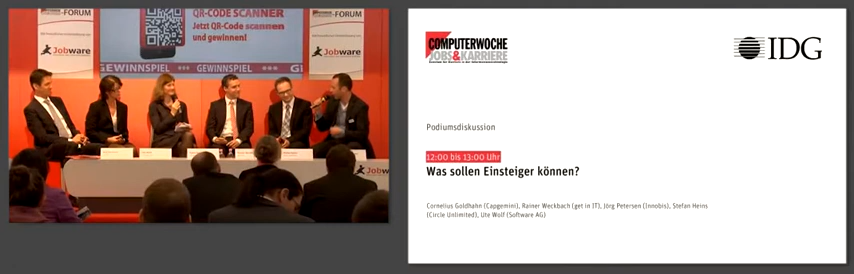 QR-CODE SCANNER
Jetzt QR-Code scannen
und gewinnen!
-FORUM
Jobware
-FORUM
Jobware
GEWINNSPIEL *** GEWINNSPIEL *** GEWINNSPIEL
Jobw
COMPUTERWOCHE
JOBS&KARRIERE
IDG
Podiumsdiskussion
12:00 bis 13:00 Uhr
Was sollen Einsteiger können?
Cornelius Goldhahn (Capgemini), Rainer Weckbach (get in IT), Jörg Petersen (Innobis), Stefan Heins
(Circle Unlimited), Ute Wolf (Software AG)